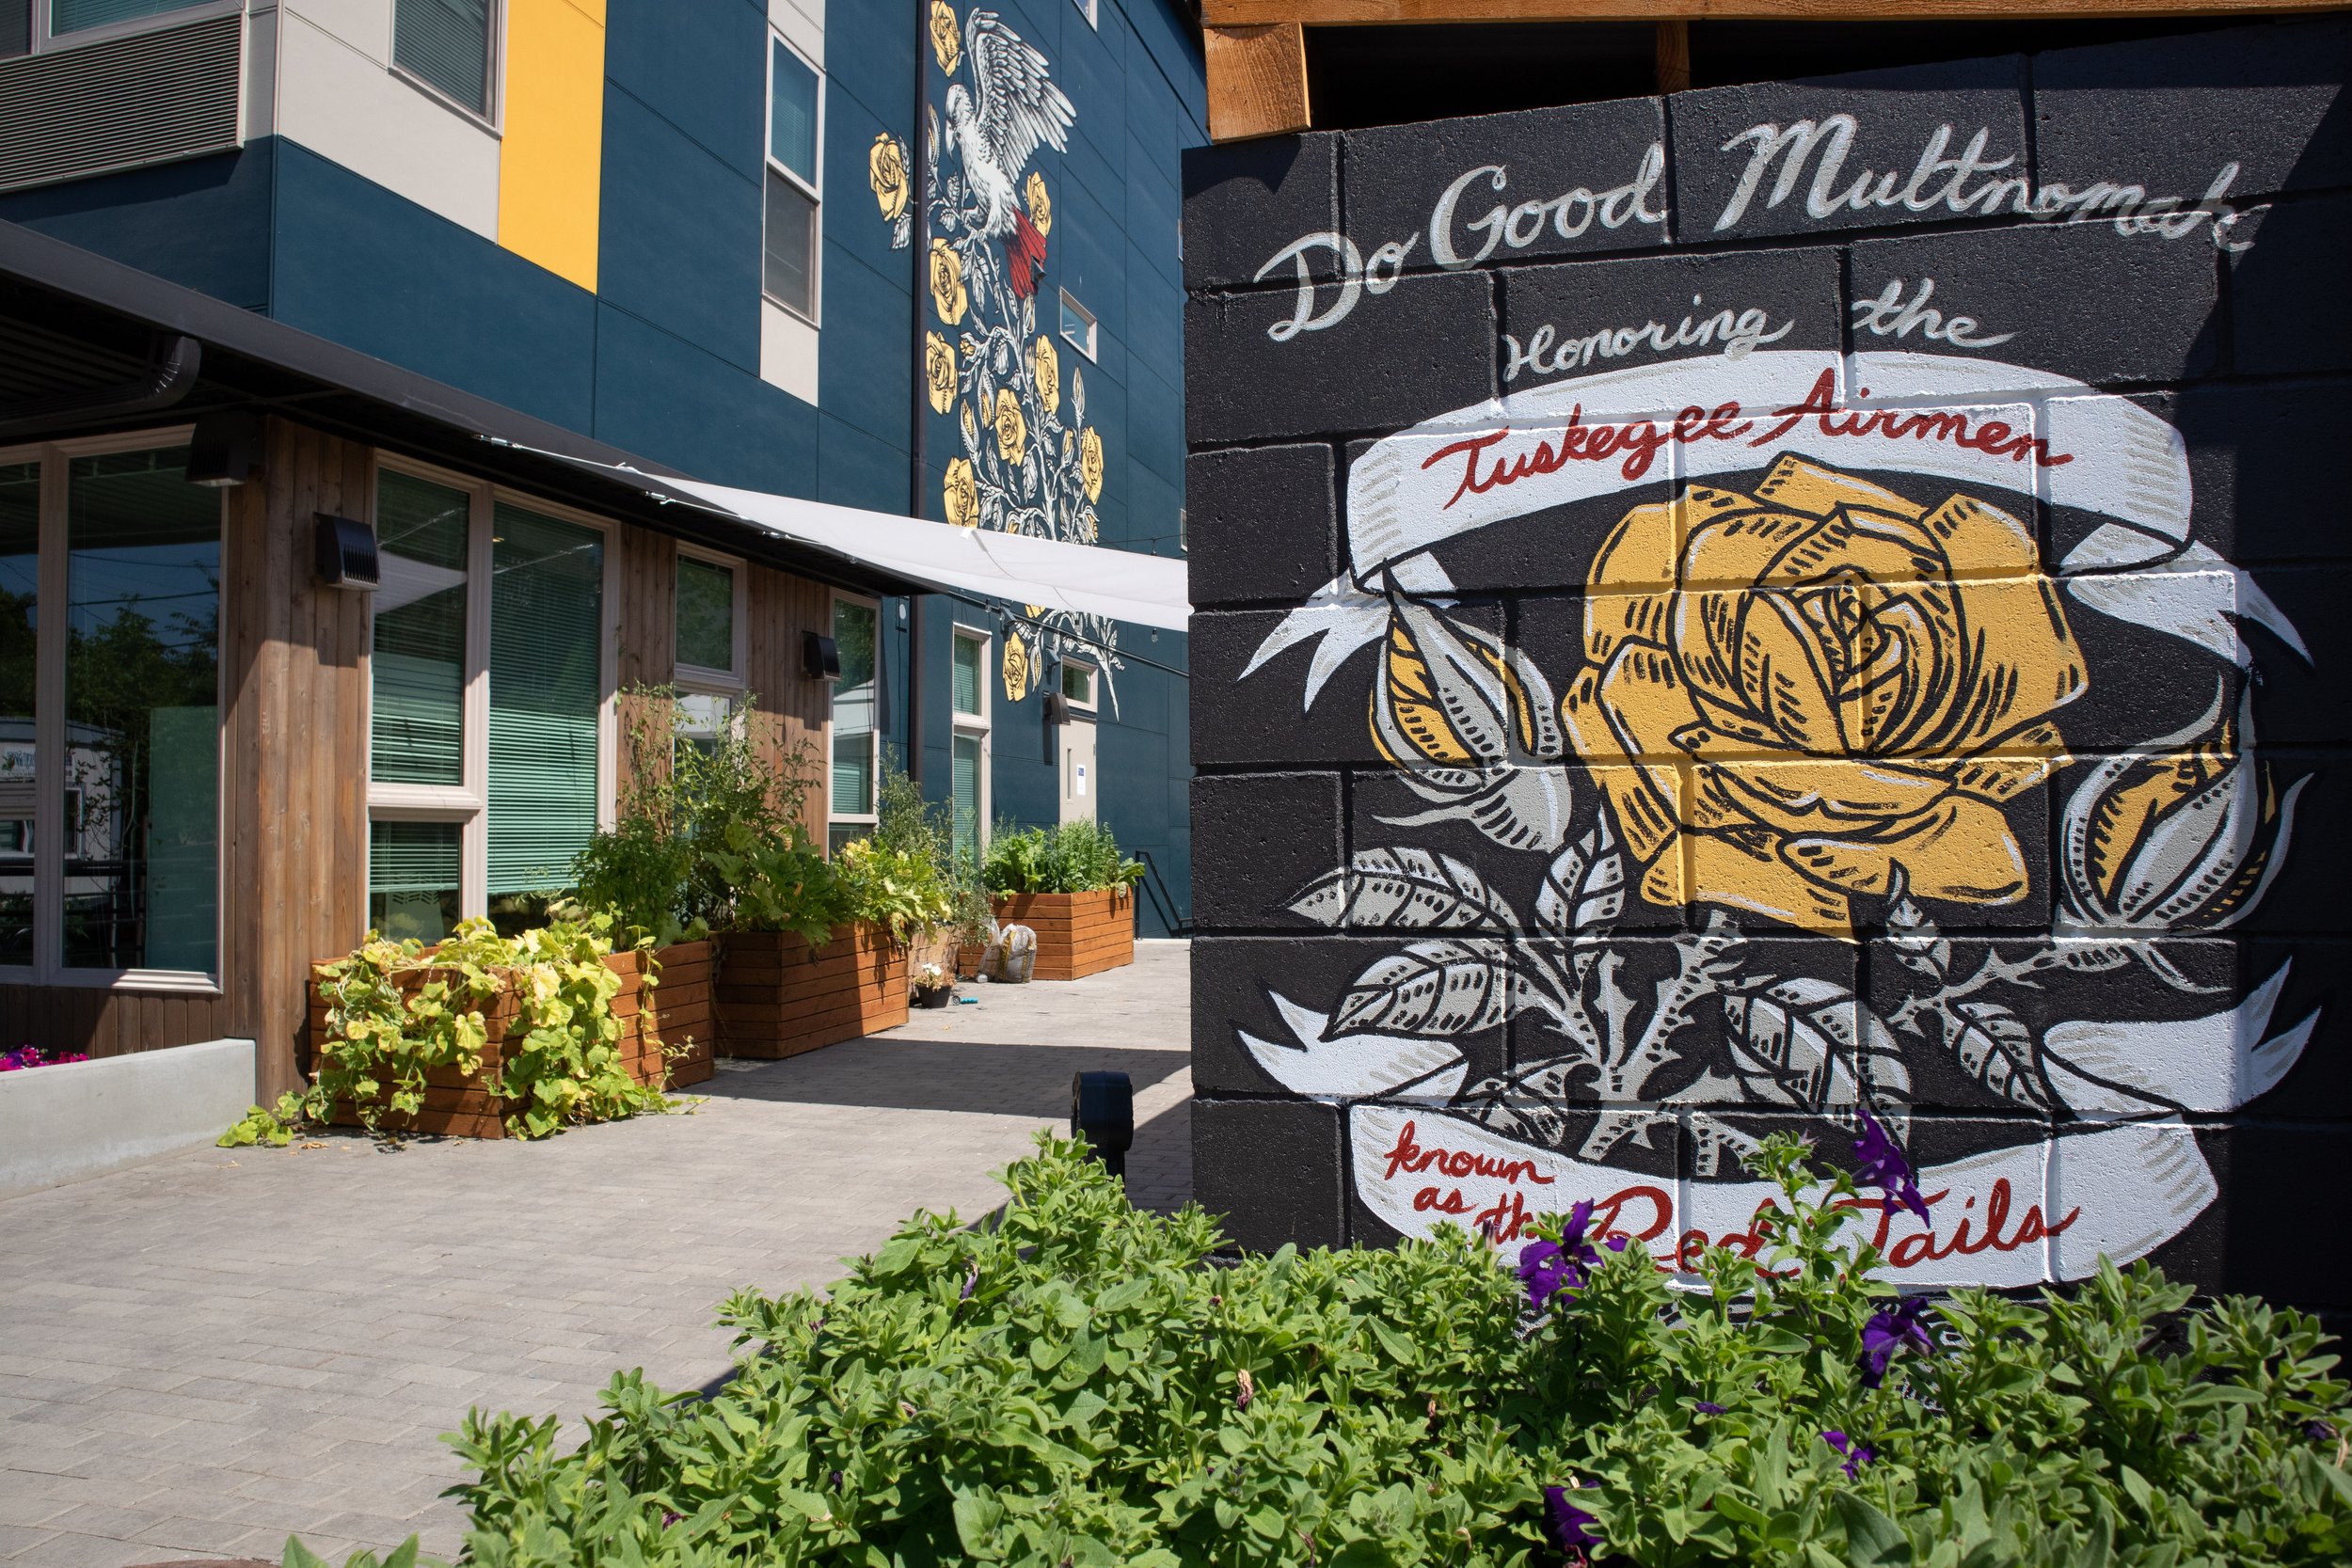 Do Good Multnomah
Honoring the
Tuskegee Airmen
known
as the Red Tails